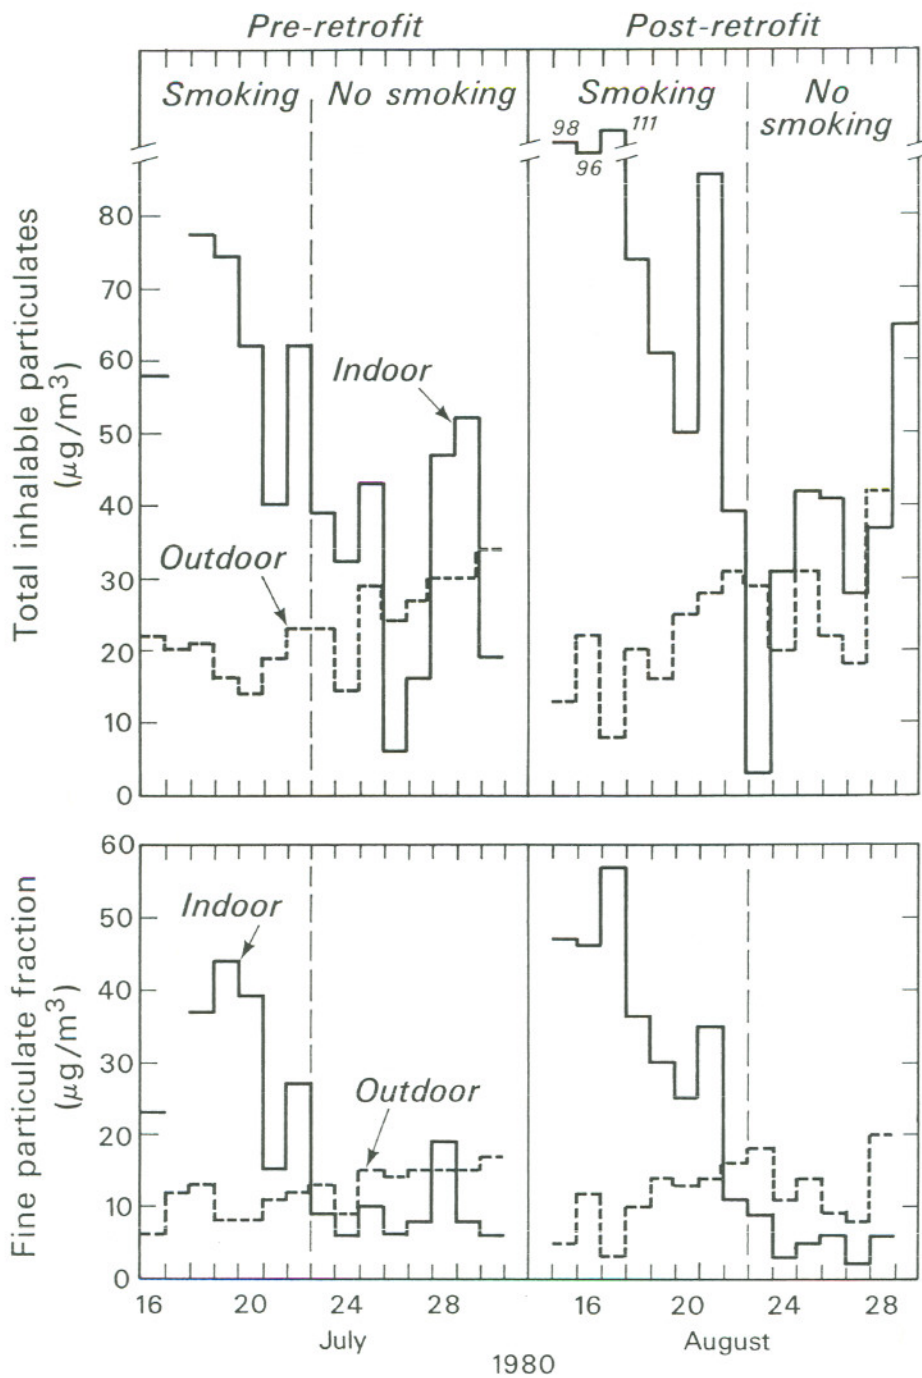 Pre-retrofit
Post-retrofit
Smoking
No smoking
Smoking
No
smoking
98
96
111
Total inhalable particulates
(μg/m³)
80
70
60
50
40
30
20
10
0
Indoor
Outdoor
Fine particulate fraction
(μg/m³)
60
50
40
30
20
10
0
Indoor
Outdoor
16
20
24
28
16
20
24
28
July
August
1980